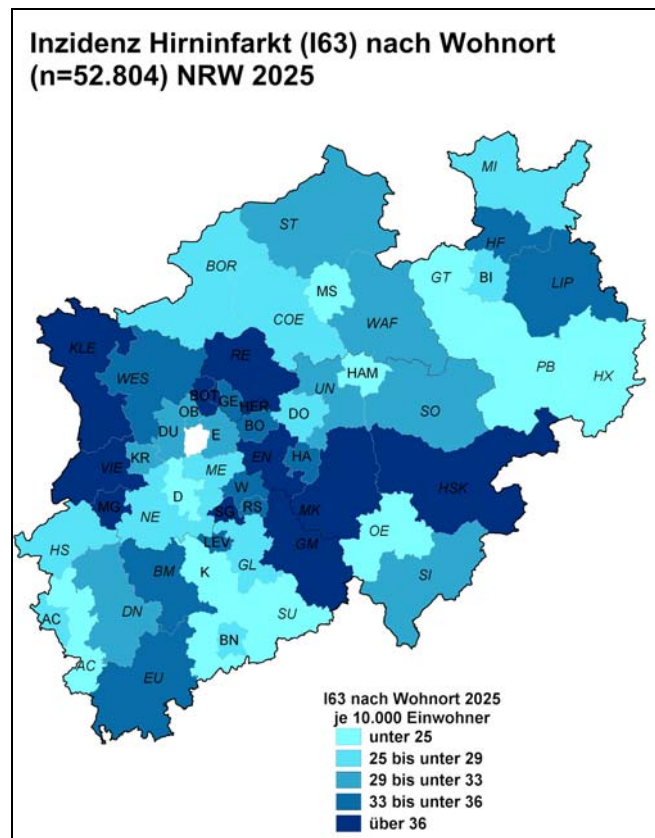 Inzidenz Hirninfarkt (I63) nach Wohnort
(n=52.804) NRW 2025
MI
ST
HF
BOR
GT
BI
LIP
MS
COE
WAF
KLE
RE
PB
HX
WES
HAM
UN
BOT
GE
HER
OB
DO
SO
BO
DU
E
EN
HA
KR
ME
VIE
W
HSK
D
MK
MG
SG
RS
NE
OE
LEV
GM
HS
BM
K
GL
SI
AC
DN
SU
BN
AC
EU
I63 nach Wohnort 2025
je 10.000 Einwohner
unter 25
25 bis unter 29
29 bis unter 33
33 bis unter 36
über 36